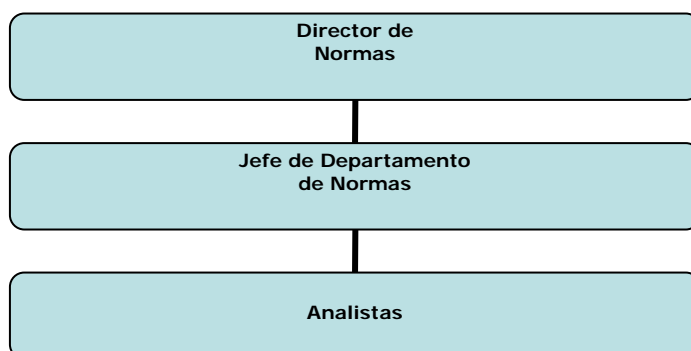 Director de
Normas
Jefe de Departamento
de Normas
Analistas